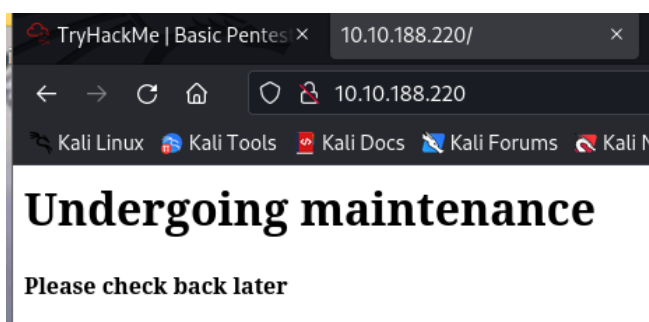 TryHackMe | Basic Pentes
10.10.188.220/
10.10.188.220
Kali Linux Kali Tools Kali Docs Kali Forums Kali
Undergoing maintenance
Please check back later